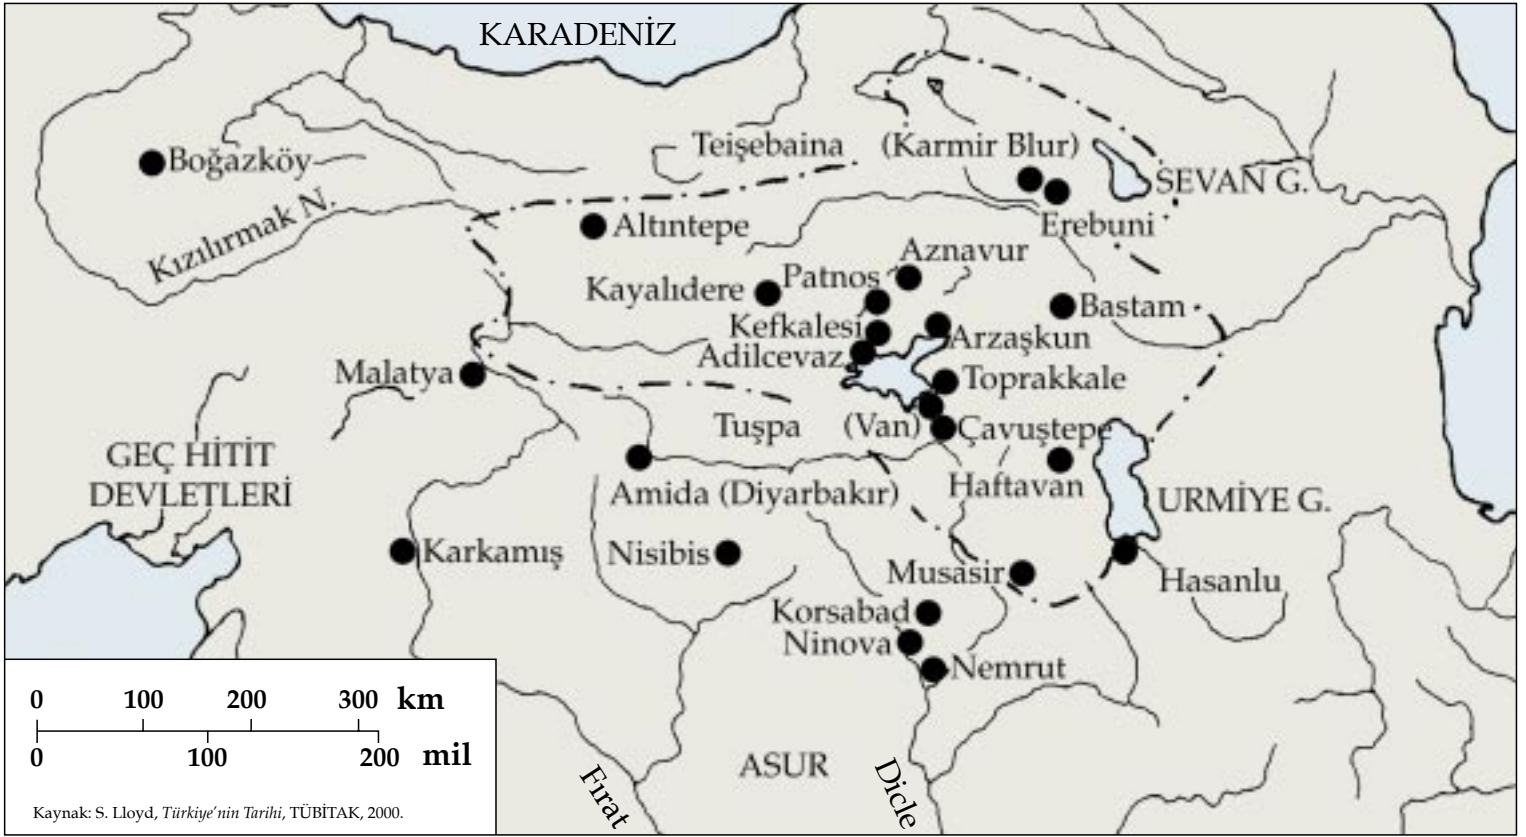 KARADENİZ
Teişebaina (Karmir Blur)
Boğazköy
SEVAN G.
Kızılırmak N.
Altıntepe
Erebuni
Aznavur
Patnos
Kayalıdere
Bastam
Kefkalesi
Arzaşkun
Adilcevaz
Malatya
Toprakkale
Tuşpa (Van)
Çavuştepe
GEÇ HİTİT
DEVLETLERİ
Haftavan
Amida (Diyarbakır)
URMİYE G.
Karkamış
Nisibis
Musasir
Hasanlu
Korsabad
Ninova
Nemrut
ASUR
Fırat
Dicle
0 100 200 300 km
0 100 200 mil
Kaynak: S. Lloyd, Türkiye'nin Tarihi, TÜBİTAK, 2000.